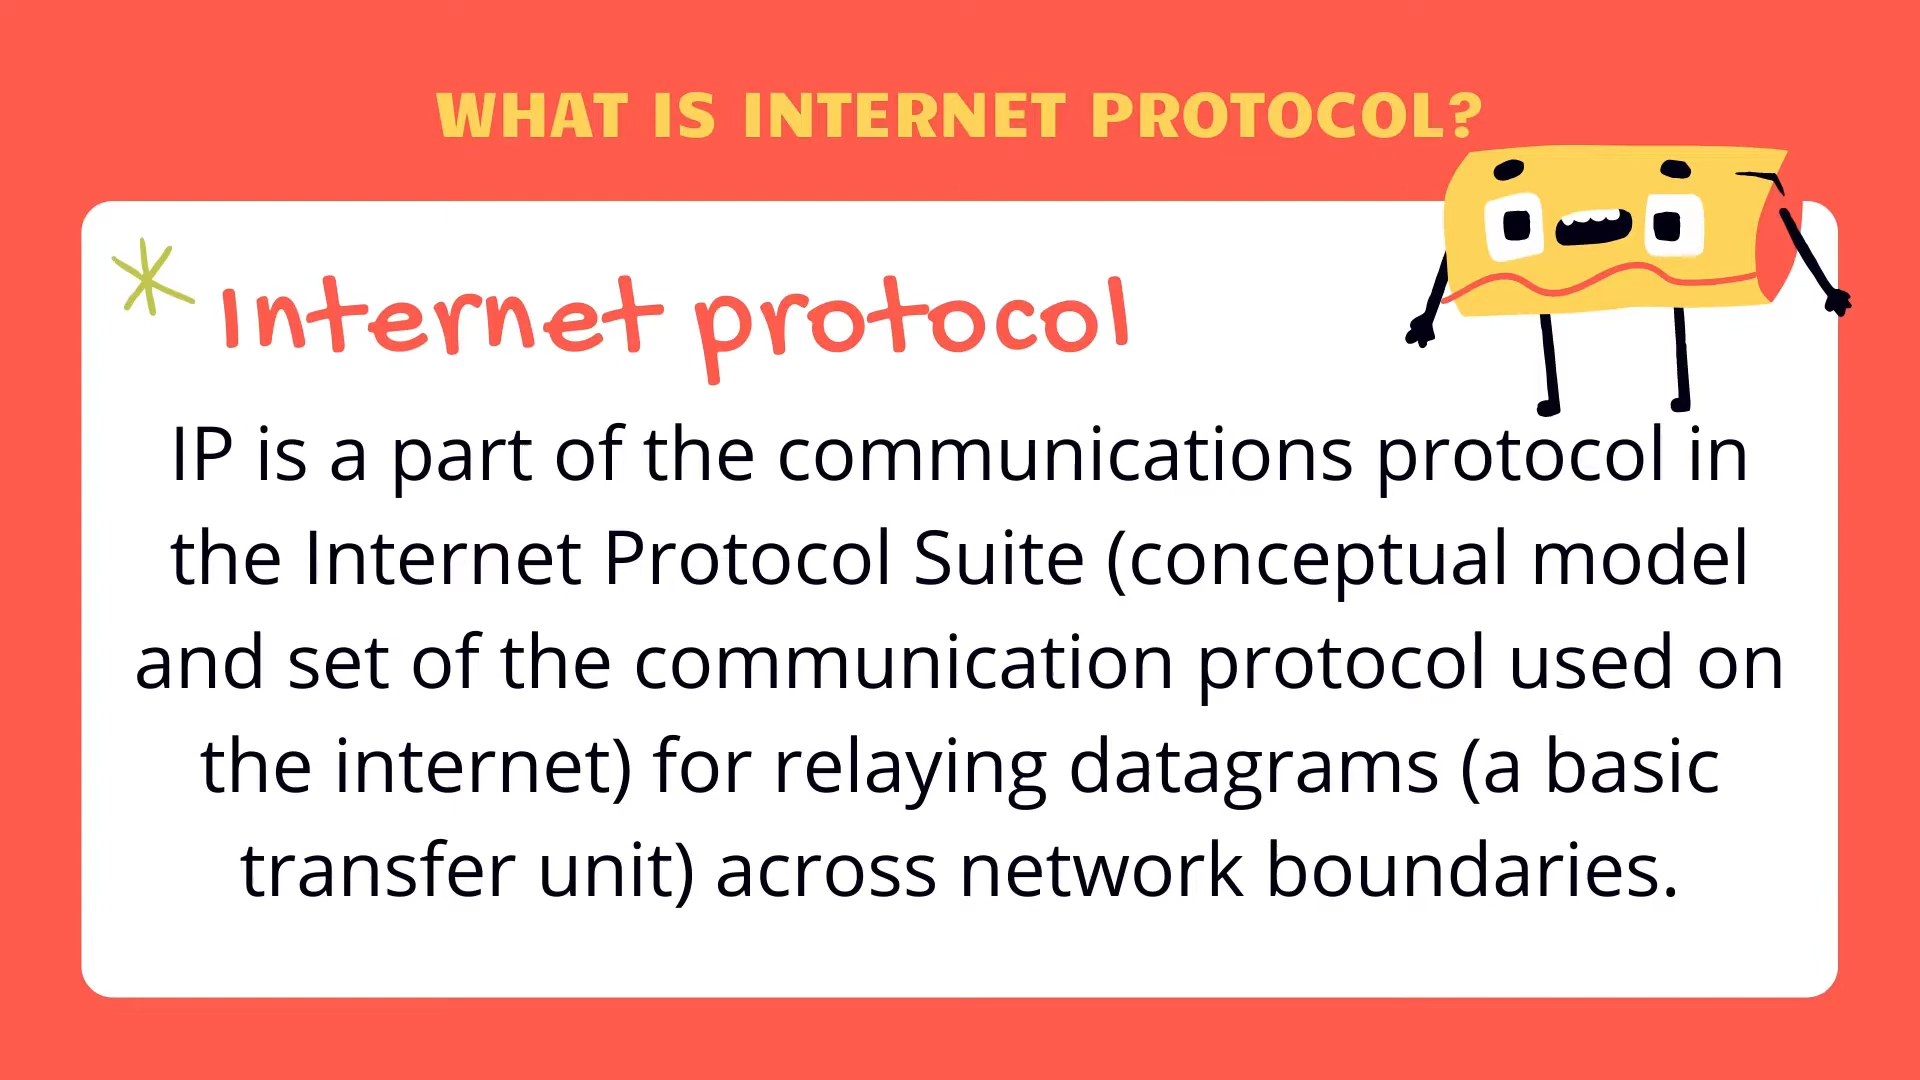 WHAT IS INTERNET PROTOCOL?
Internet protocol
IP is a part of the communications protocol in
the Internet Protocol Suite (conceptual model
and set of the communication protocol used on
the internet) for relaying datagrams (a basic
transfer unit) across network boundaries.